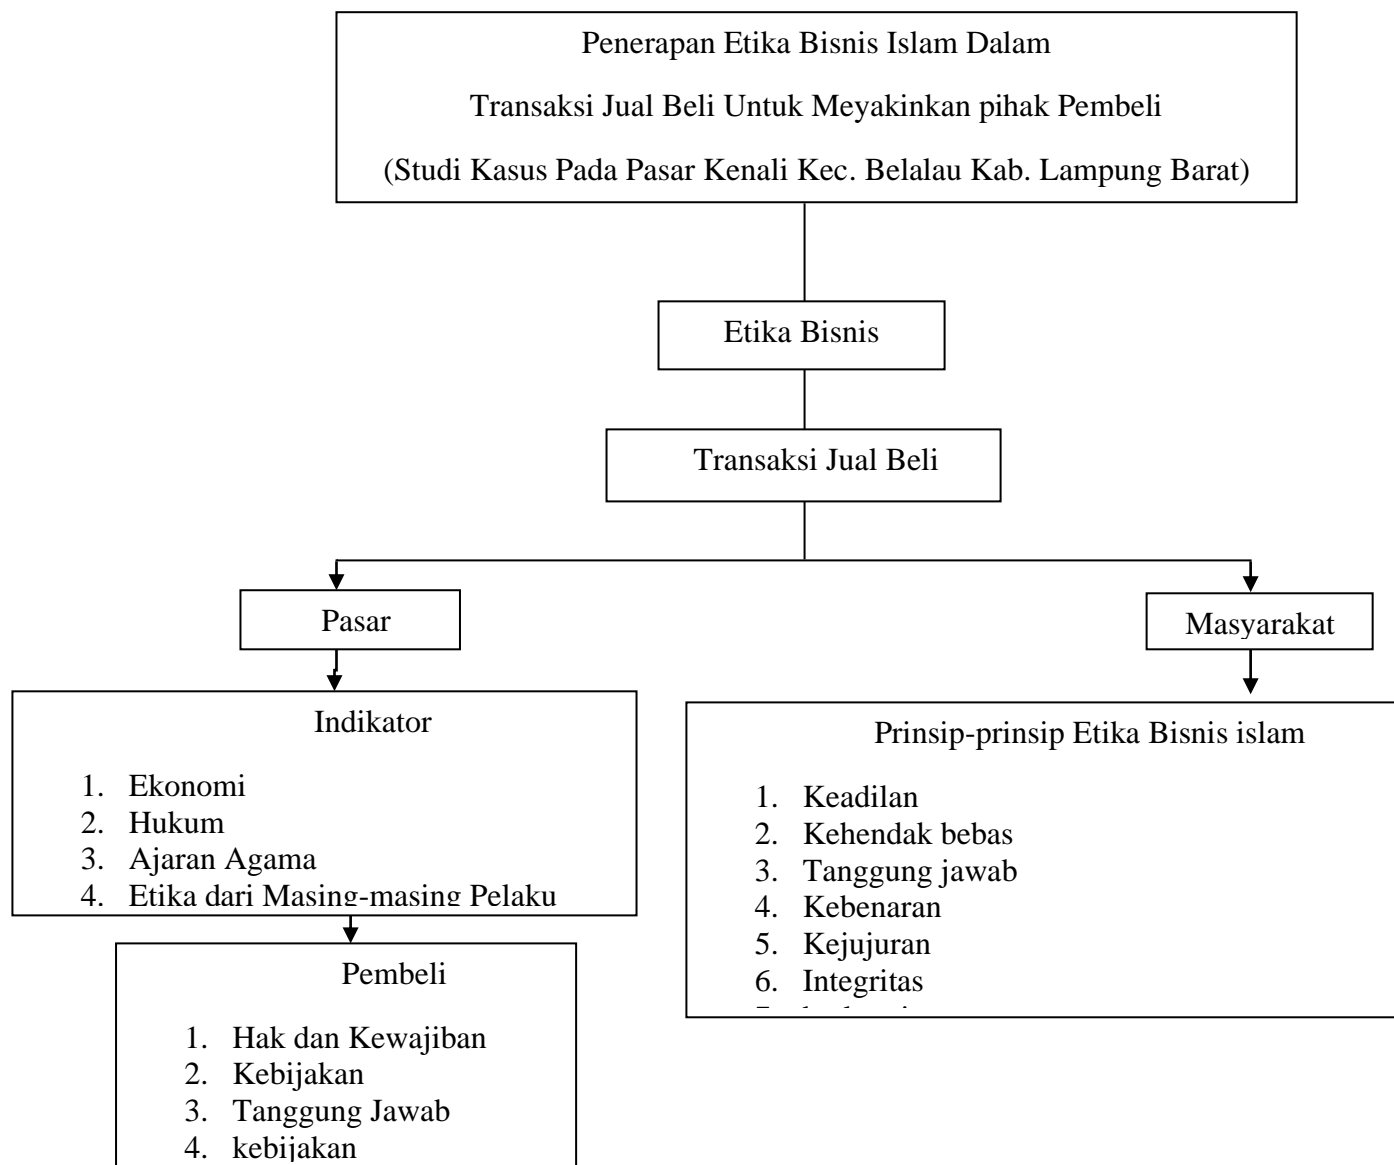 Penerapan Etika Bisnis Islam Dalam
Transaksi Jual Beli Untuk Meyakinkan pihak Pembeli
(Studi Kasus Pada Pasar Kenali Kec. Belalau Kab. Lampung Barat)
Etika Bisnis
Transaksi Jual Beli
Pasar
Masyarakat
Indikator
1. Ekonomi
2. Hukum
3. Ajaran Agama
4. Etika dari Masing-masing Pelaku
Prinsip-prinsip Etika Bisnis islam
1. Keadilan
2. Kehendak bebas
3. Tanggung jawab
4. Kebenaran
5. Kejujuran
6. Integritas
Pembeli
1. Hak dan Kewajiban
2. Kebijakan
3. Tanggung Jawab
4. kebijakan